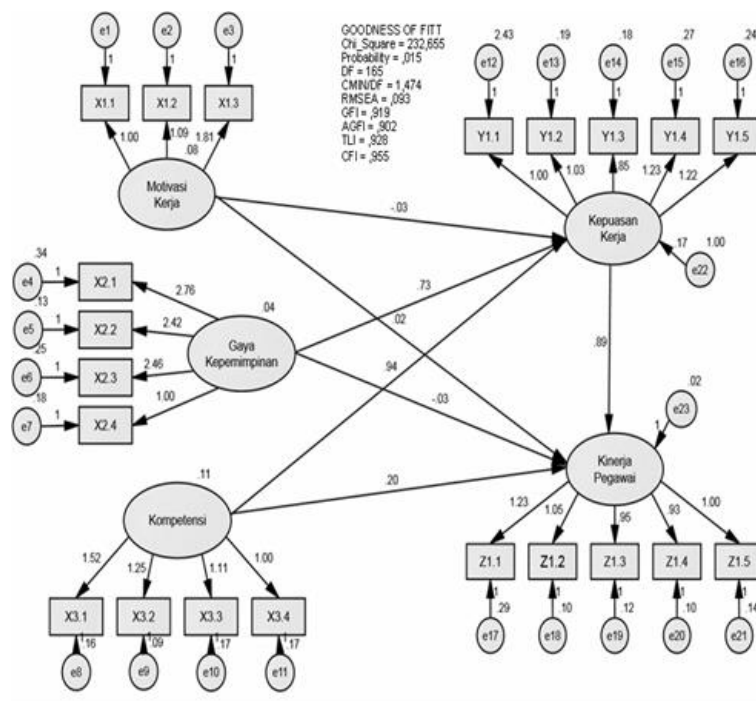 GOODNESS OF FITT
Chi_Square = 232,655
Probability = ,015
DF = 165
CMIN/DF = 1,474
RMSEA = ,093
GFI = ,919
AGFI = ,902
TLI = ,928
CFI = ,955
e1 e2 e3
1 1 1
X1.1 X1.2 X1.3
1.00 1.09 1.81
.08
Motivasi
Kerja
2.43 .19 .18 .27 .24
e12 e13 e14 e15 e16
1 1 1 1 1
Y1.1 Y1.2 Y1.3 Y1.4 Y1.5
1.00 1.03 .85 1.23 1.22
Kepuasan
Kerja
.17 1.00
e22
-.03
.73
.02
.94
-.03
.20
.89
.34
e4 1 X2.1 2.76
.13
e5 1 X2.2 2.42
.25
e6 1 X2.3 2.46
.18
e7 1 X2.4 1.00
.04
Gaya
Kepemimpinan
.02
e23
1
Kinerja
Pegawai
1.23 1.05 .95 .93 1.00
Z1.1 Z1.2 Z1.3 Z1.4 Z1.5
1 1 1 1 1
.29 .10 .12 .10 .14
e17 e18 e19 e20 e21
.11
Kompetensi
1.52 1.25 1.11 1.00
X3.1 X3.2 X3.3 X3.4
1 1 1 1
.16 .09 .17 .17
e8 e9 e10 e11